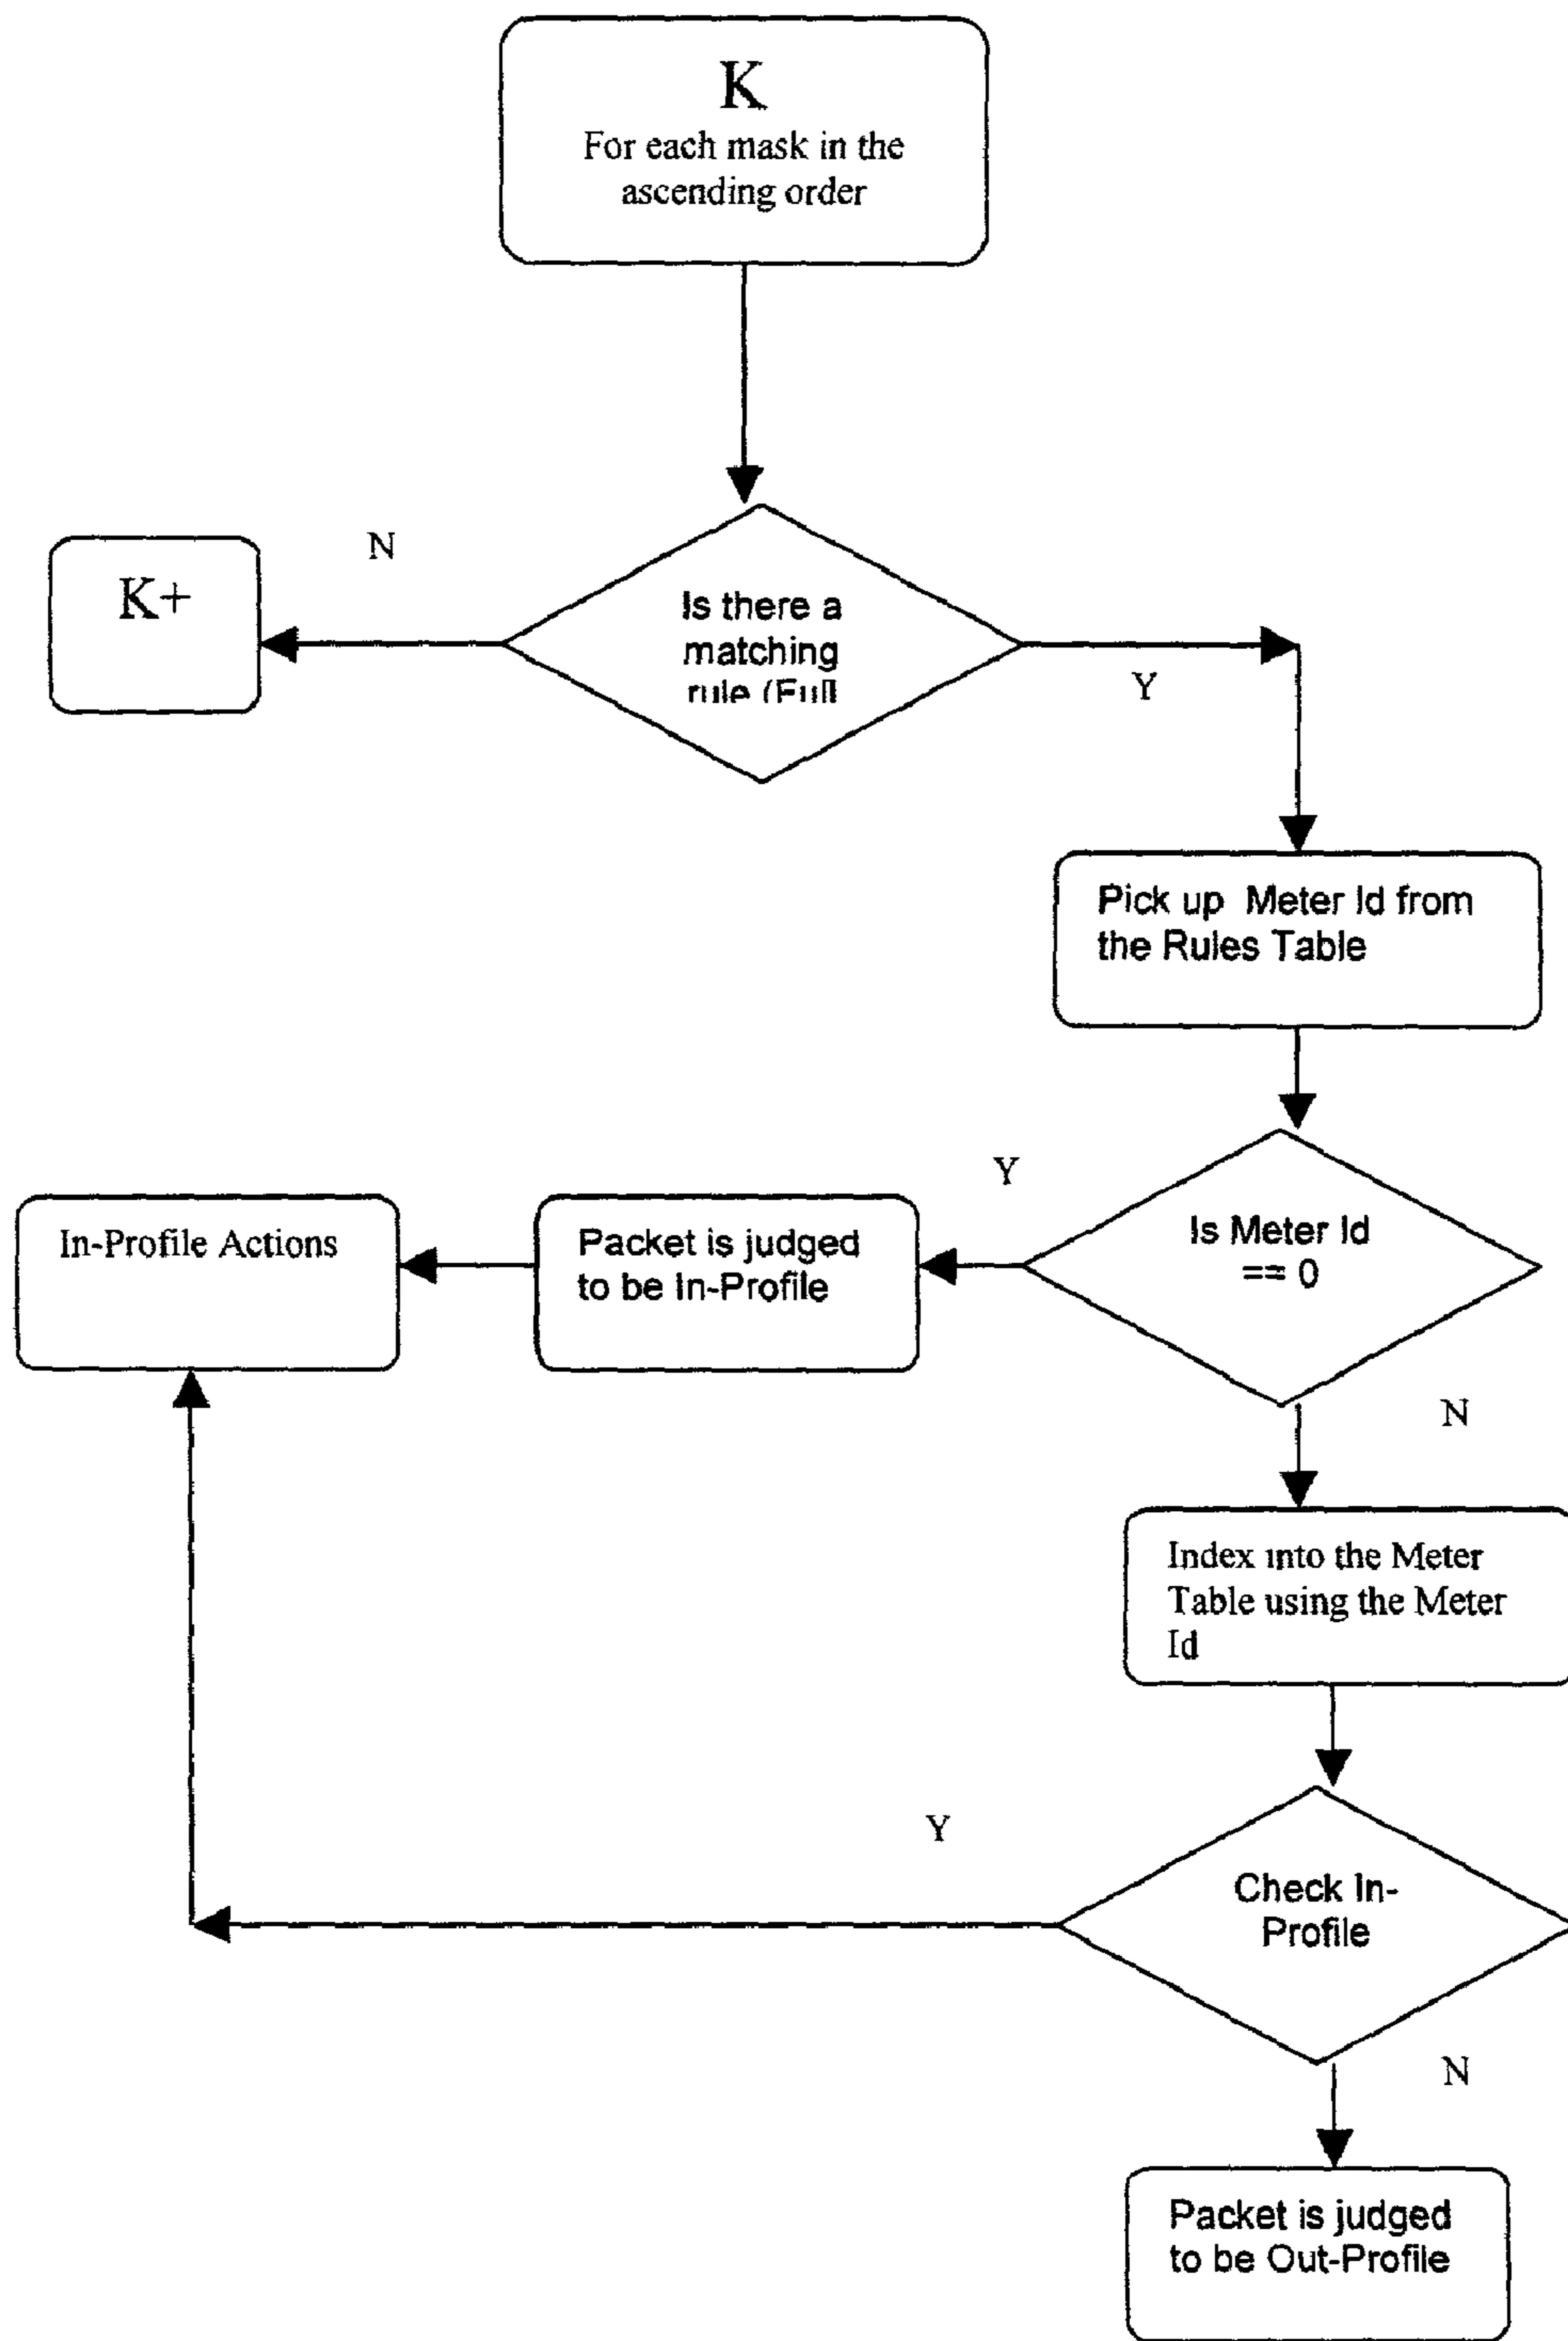 K
For each mask in the
ascending order
N
K+
Is there a
matching
rule (Full
Y
Pick up Meter Id from
the Rules Table
Y
In-Profile Actions
Packet is judged
to be In-Profile
Is Meter Id
== 0
N
Index into the Meter
Table using the Meter
Id
Y
Check In-
Profile
N
Packet is judged
to be Out-Profile